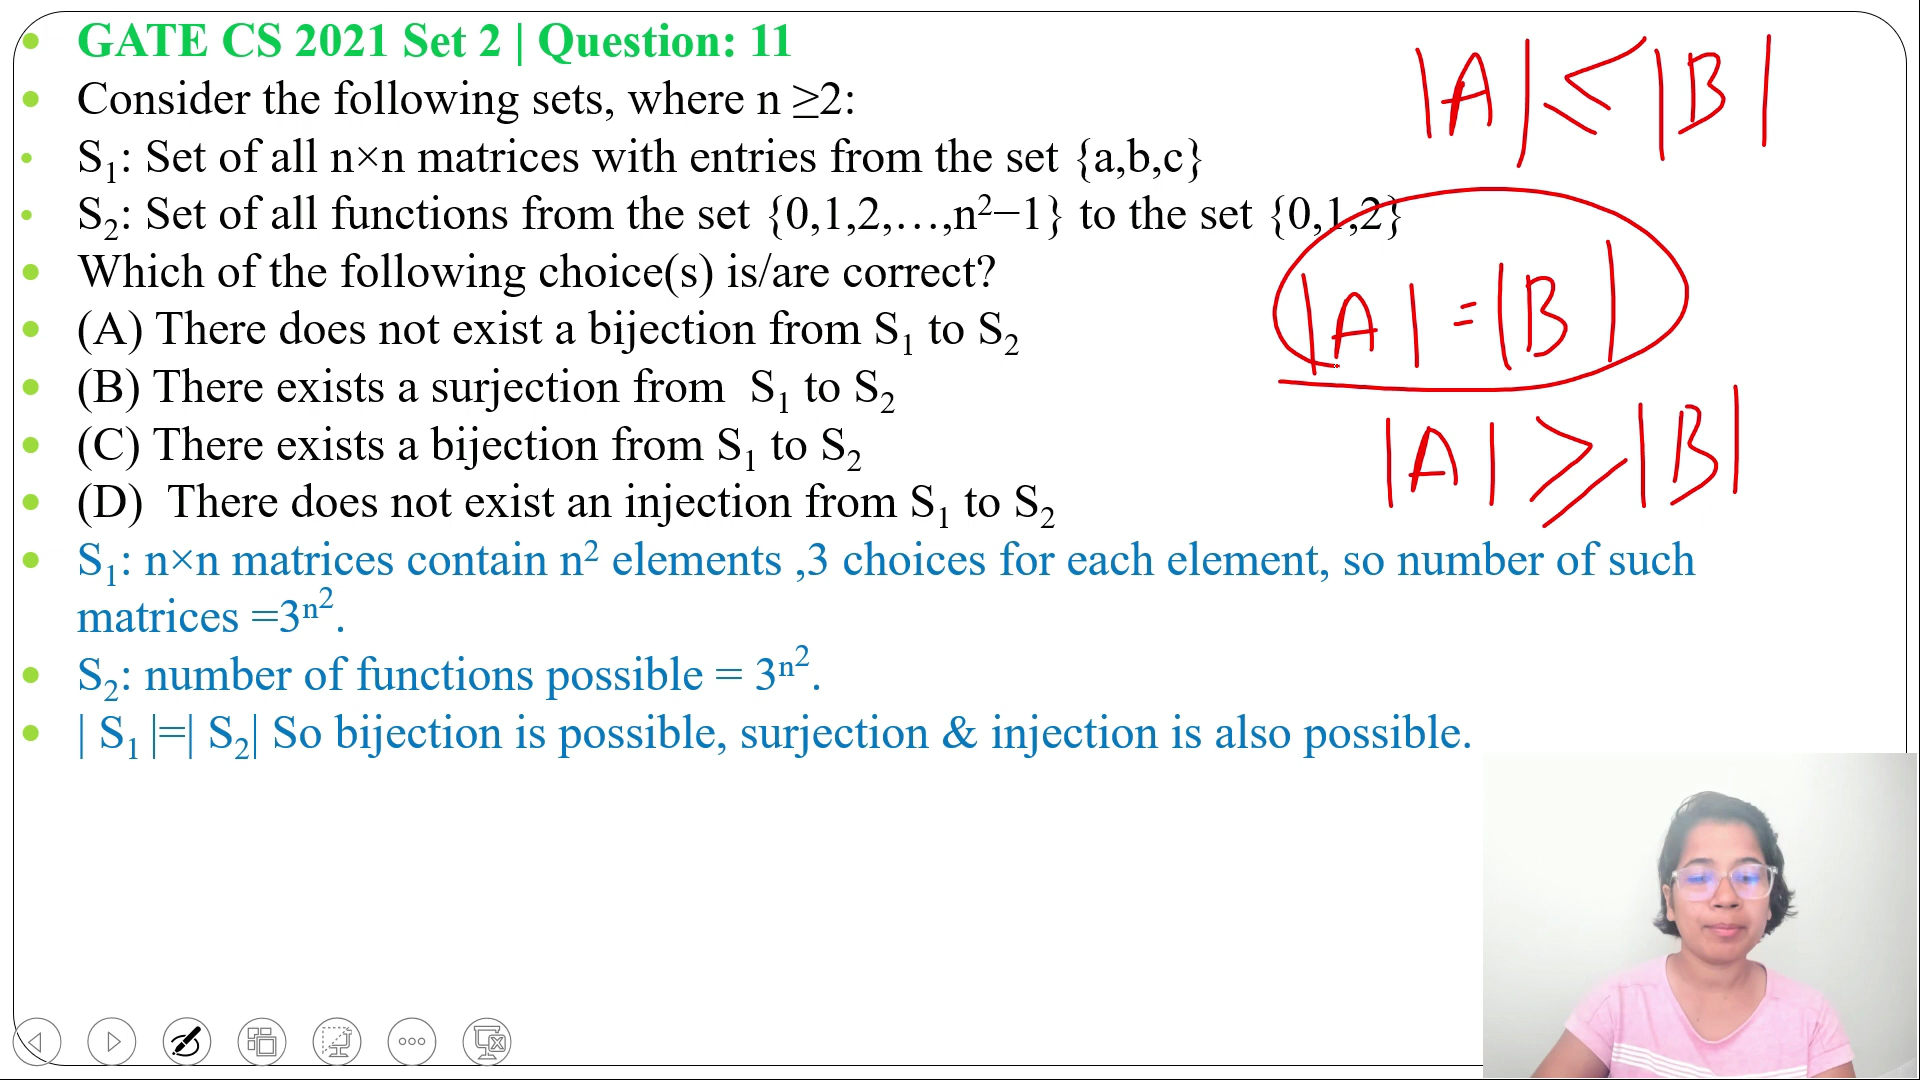 GATE CS 2021 Set 2 | Question: 11
Consider the following sets, where n ≥2:
S₁: Set of all n×n matrices with entries from the set {a,b,c}
S₂: Set of all functions from the set {0,1,2,…,n²−1} to the set {0,1,2}
Which of the following choice(s) is/are correct?
(A) There does not exist a bijection from S₁ to S₂
(B) There exists a surjection from S₁ to S₂
(C) There exists a bijection from S₁ to S₂
(D) There does not exist an injection from S₁ to S₂
S₁: n×n matrices contain n² elements ,3 choices for each element, so number of such
matrices =3^n².
S₂: number of functions possible = 3^n².
| S₁ |=| S₂| So bijection is possible, surjection & injection is also possible.
|A| ≤ |B|
|A| = |B|
|A| ≥ |B|